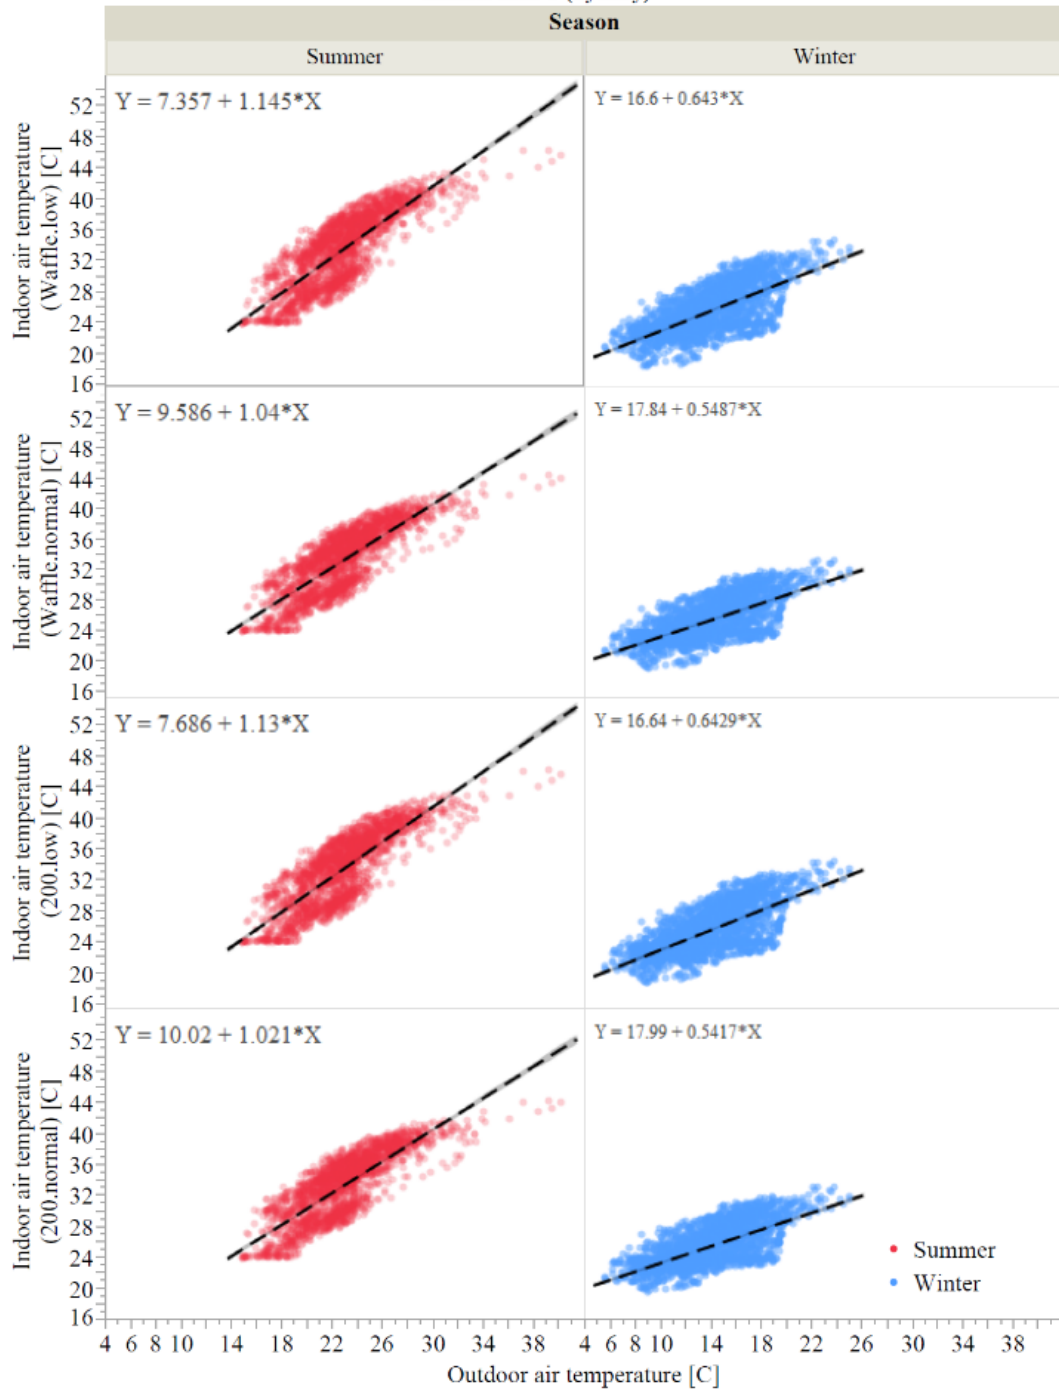 Season
Summer Winter
Indoor air temperature
(Waffle.low) [C]
52
48
44
40
36
32
28
24
20
16
Y = 7.357 + 1.145*X
Y = 16.6 + 0.643*X
Indoor air temperature
(Waffle.normal) [C]
52
48
44
40
36
32
28
24
20
16
Y = 9.586 + 1.04*X
Y = 17.84 + 0.5487*X
Indoor air temperature
(200.low) [C]
52
48
44
40
36
32
28
24
20
16
Y = 7.686 + 1.13*X
Y = 16.64 + 0.6429*X
Indoor air temperature
(200.normal) [C]
52
48
44
40
36
32
28
24
20
16
Y = 10.02 + 1.021*X
Y = 17.99 + 0.5417*X
Summer
Winter
4 6 8 10 14 18 22 26 30 34 38 4 6 8 10 14 18 22 26 30 34 38
Outdoor air temperature [C]